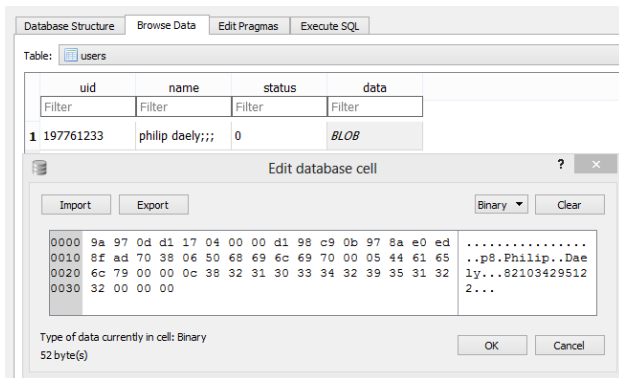 Database Structure Browse Data Edit Pragmas Execute SQL
Table: users
uid name status data
Filter Filter Filter Filter
1 197761233 philip daely;;; 0 BLOB
Edit database cell ? ×
Import Export Binary Clear
0000 9a 97 0d d1 17 04 00 00 d1 98 c9 0b 97 8a e0 ed ................
0010 8f ad 70 38 06 50 68 69 6c 69 70 00 05 44 61 65 ..p8.Philip..Dae
0020 6c 79 00 00 0c 38 32 31 30 33 34 32 39 35 31 32 ly...82103429512
0030 32 00 00 00 2...
Type of data currently in cell: Binary
52 byte(s)
OK Cancel